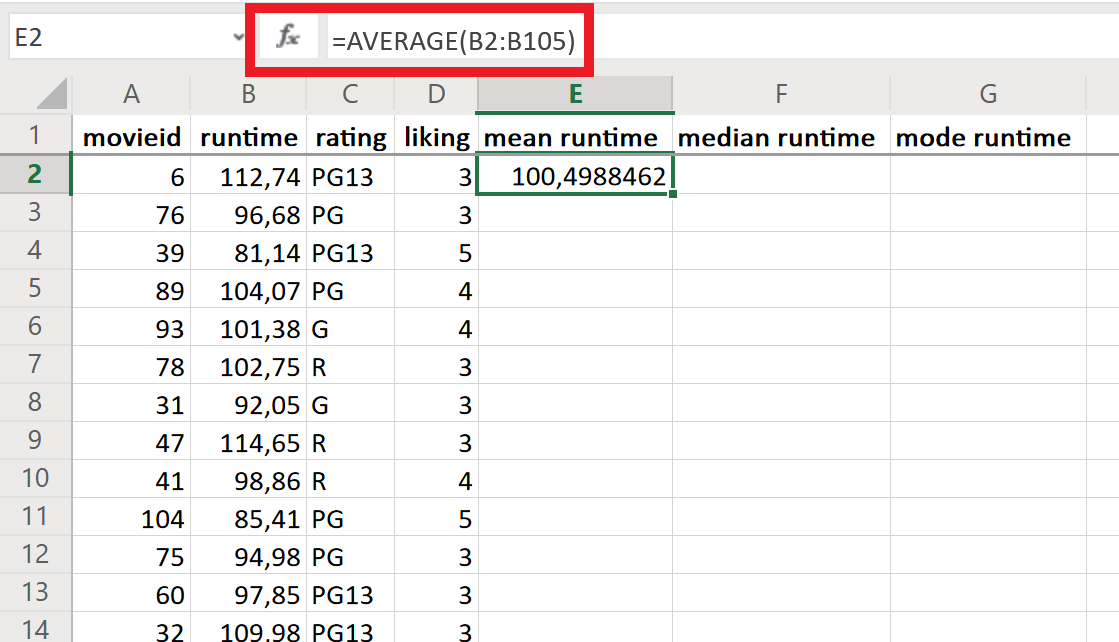 E2 fx =AVERAGE(B2:B105)
A B C D E F G
1 movieid runtime rating liking mean runtime median runtime mode runtime
2 6 112,74 PG13 3 100,4988462
3 76 96,68 PG 3
4 39 81,14 PG13 5
5 89 104,07 PG 4
6 93 101,38 G 4
7 78 102,75 R 3
8 31 92,05 G 3
9 47 114,65 R 3
10 41 98,86 R 4
11 104 85,41 PG 5
12 75 94,98 PG 3
13 60 97,85 PG13 3
14 32 109,98 PG13 3